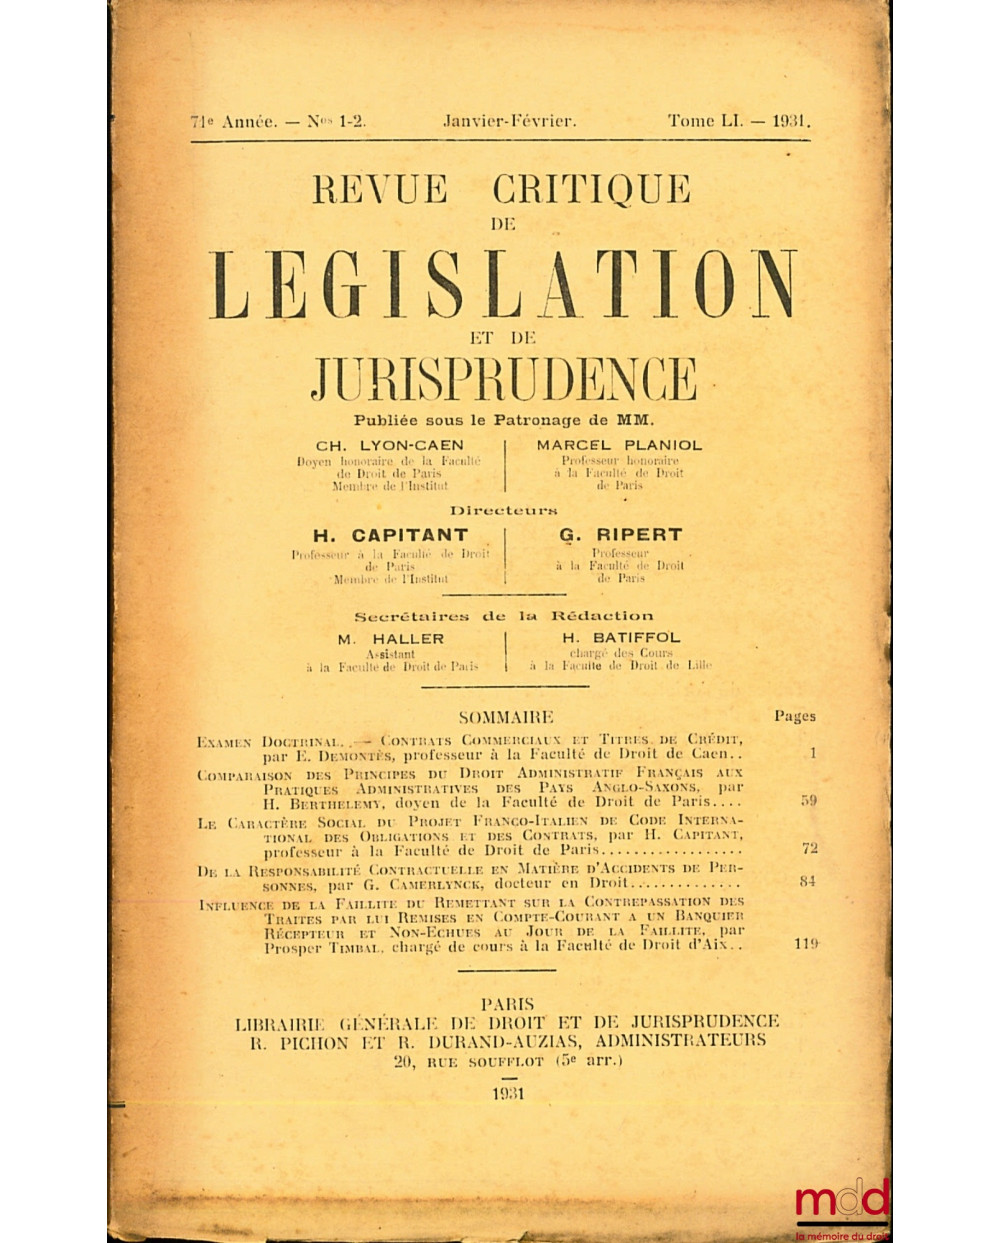 71e Année. — Nos 1-2. Janvier-Février. Tome LI. — 1931.
REVUE CRITIQUE
DE
LEGISLATION
ET DE
JURISPRUDENCE
Publiée sous le Patronage de MM.
CH. LYON-CAEN
Doyen honoraire de la Faculté
de Droit de Paris
Membre de l'Institut
MARCEL PLANIOL
Professeur honoraire
à la Faculté de Droit
de Paris
Directeurs
H. CAPITANT
Professeur à la Faculté de Droit
de Paris
Membre de l'Institut
G. RIPERT
Professeur
à la Faculté de Droit
de Paris
Secrétaires de la Rédaction
M. HALLER
Assistant
à la Faculté de Droit de Paris
H. BATIFFOL
chargé des Cours
à la Faculté de Droit de Lille
SOMMAIRE Pages
EXAMEN DOCTRINAL. — CONTRATS COMMERCIAUX ET TITRES DE CRÉDIT,
par E. DEMONTÈS, professeur à la Faculté de Droit de Caen.. 1
COMPARAISON DES PRINCIPES DU DROIT ADMINISTRATIF FRANÇAIS AUX
PRATIQUES ADMINISTRATIVES DES PAYS ANGLO-SAXONS, par
H. BERTHELEMY, doyen de la Faculté de Droit de Paris.... 59
LE CARACTÈRE SOCIAL DU PROJET FRANCO-ITALIEN DE CODE INTERNA-
TIONAL DES OBLIGATIONS ET DES CONTRATS, par H. CAPITANT,
professeur à la Faculté de Droit de Paris................. 72
DE LA RESPONSABILITÉ CONTRACTUELLE EN MATIÈRE D'ACCIDENTS DE PER-
SONNES, par G. CAMERLYNCK, docteur en Droit............. 84
INFLUENCE DE LA FAILLITE DU REMETTANT SUR LA CONTREPASSATION DES
TRAITES PAR LUI REMISES EN COMPTE-COURANT A UN BANQUIER
RÉCEPTEUR ET NON-ECHUES AU JOUR DE LA FAILLITE, par
Prosper TIMBAL, chargé de cours à la Faculté de Droit d'Aix.. 119
PARIS
LIBRAIRIE GÉNÉRALE DE DROIT ET DE JURISPRUDENCE
R. PICHON ET R. DURAND-AUZIAS, ADMINISTRATEURS
20, RUE SOUFFLOT (5e arr.)
1931
mdd
la mémoire du droit